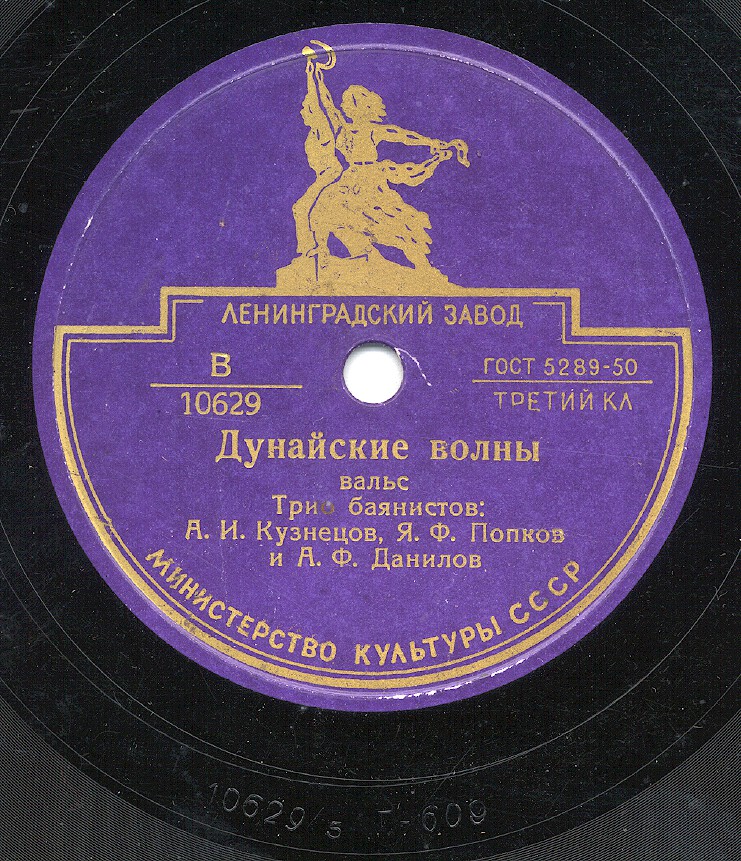 ЛЕНИНГРАДСКИЙ ЗАВОД
В
10629
ГОСТ 5289-50
ТРЕТИЙ КЛ
Дунайские волны
вальс
Трио баянистов:
А. И. Кузнецов, Я. Ф. Попков
и А. Ф. Данилов
МИНИСТЕРСТВО КУЛЬТУРЫ СССР
10629/5 Т-609